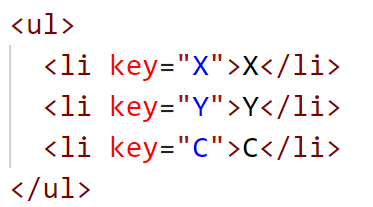 <ul>
  <li key="X">X</li>
  <li key="Y">Y</li>
  <li key="C">C</li>
</ul>